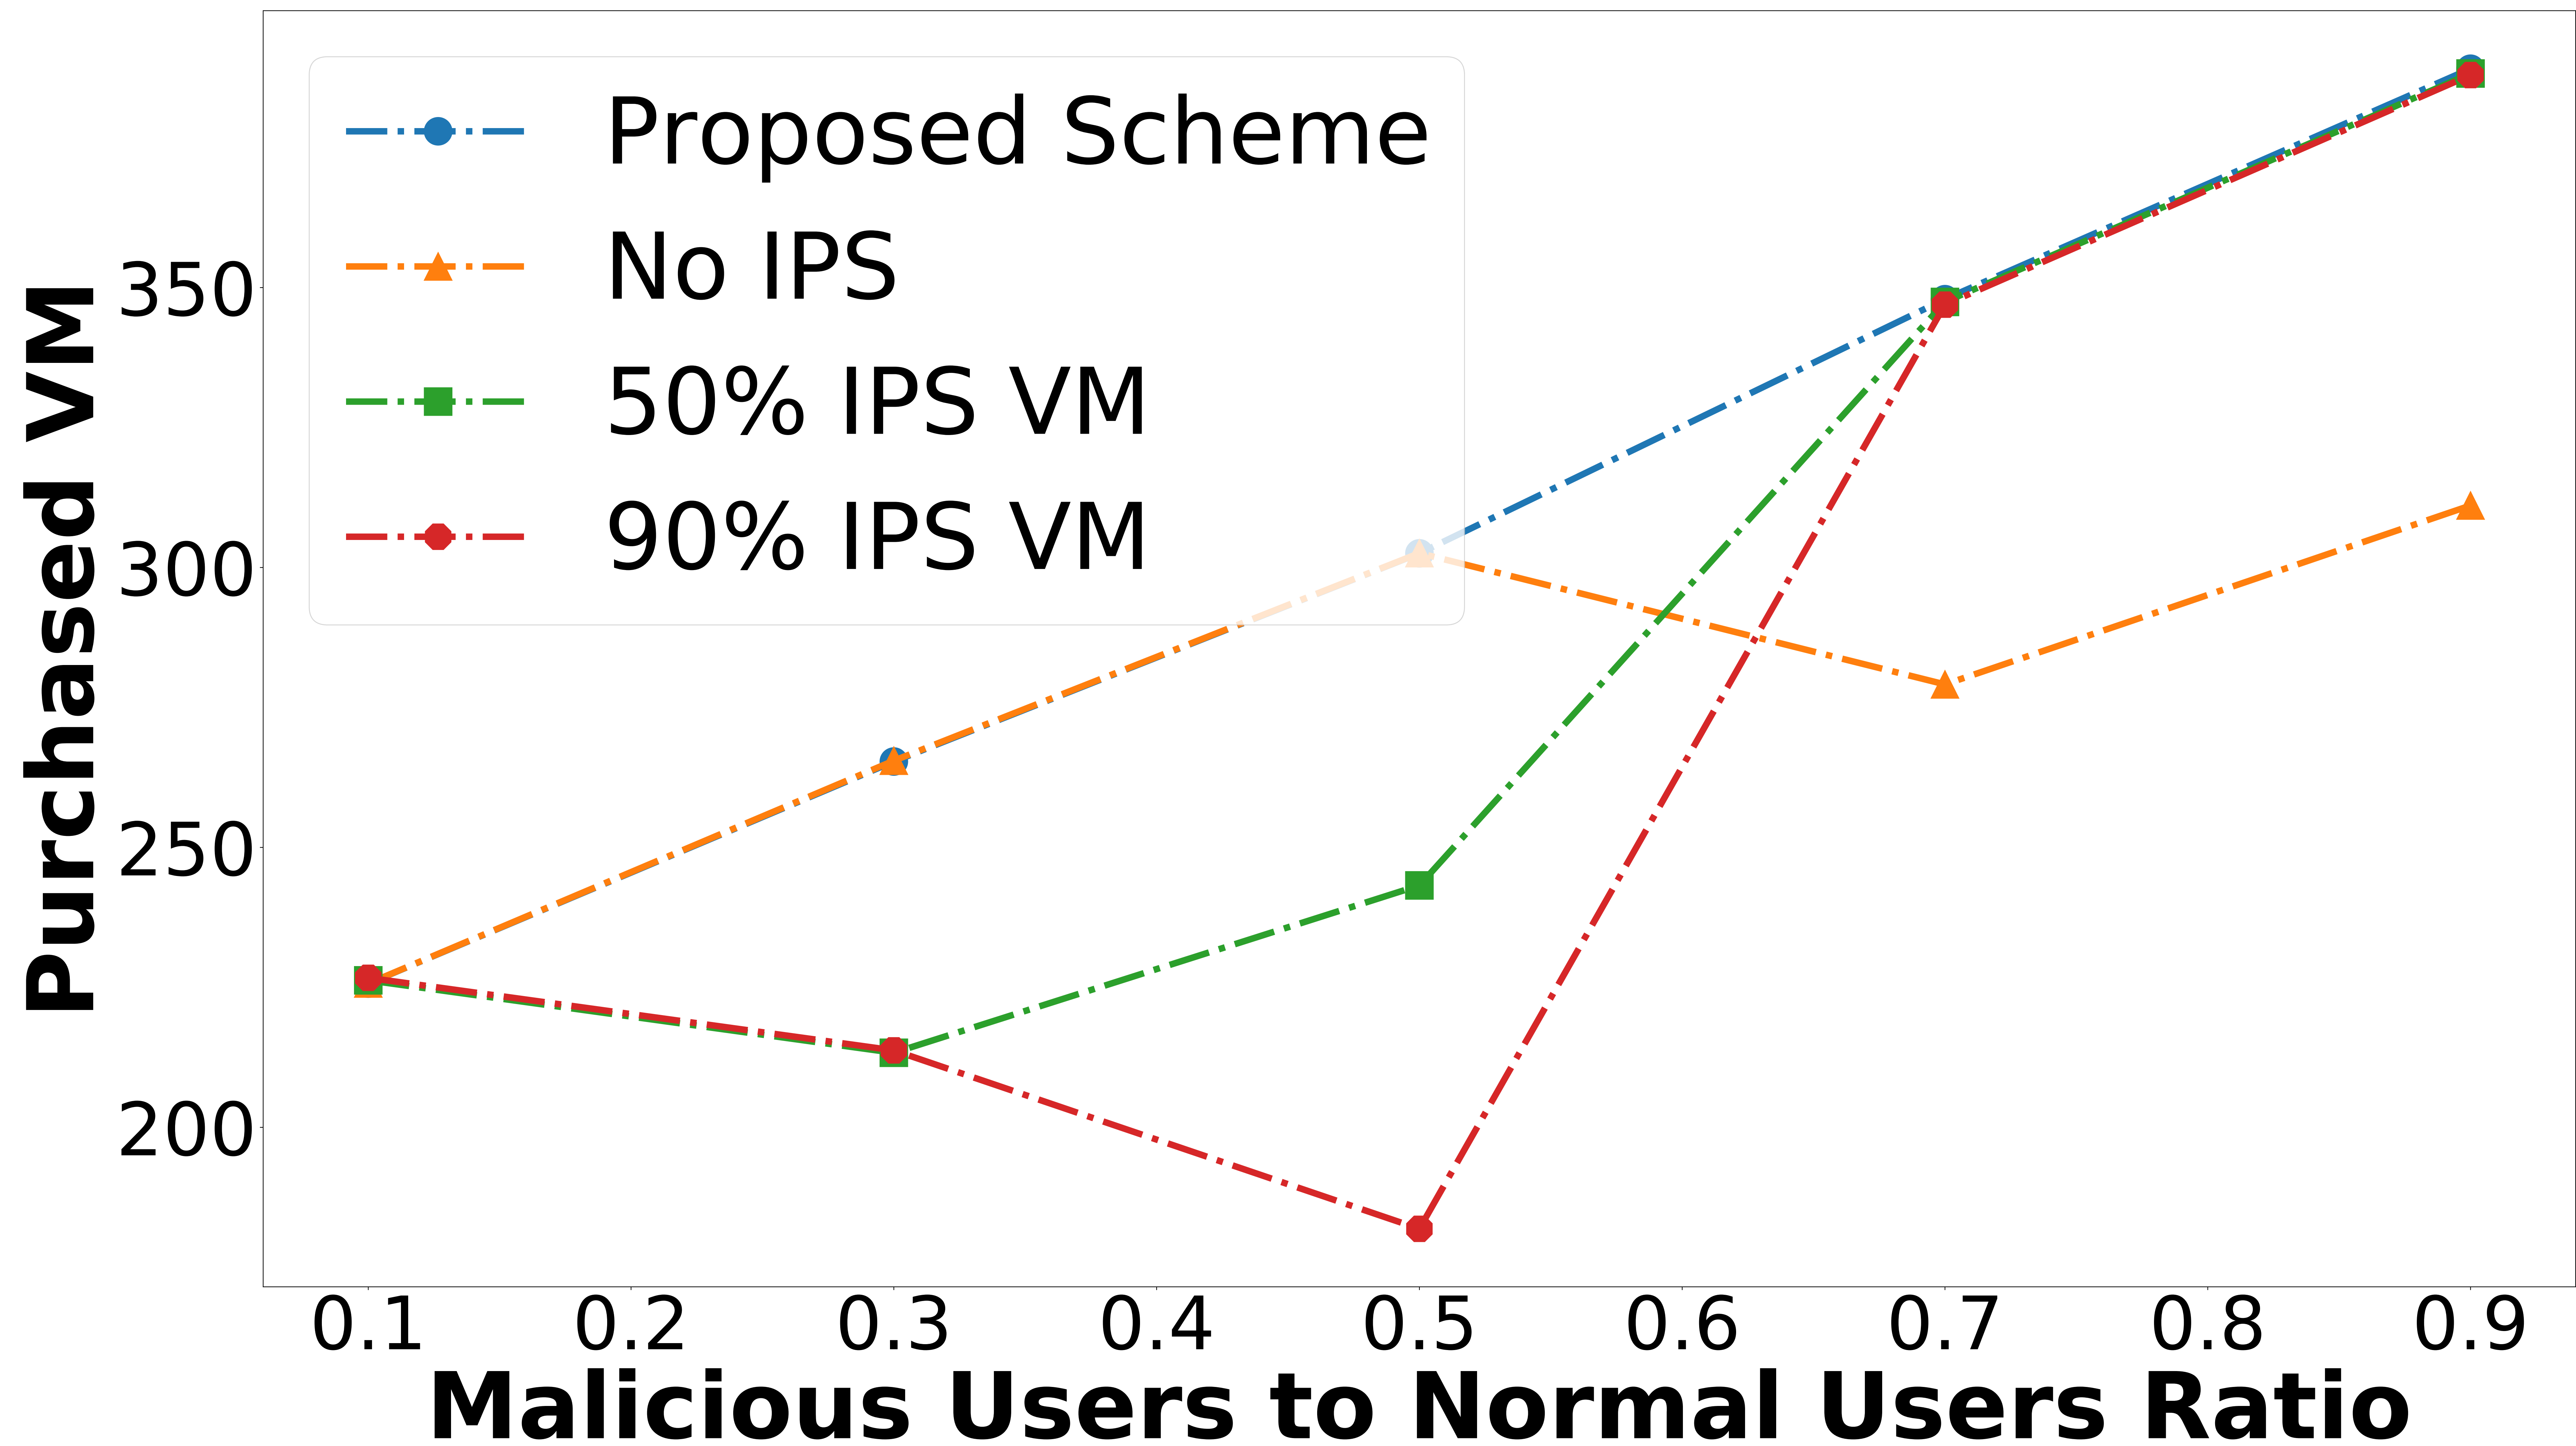 Proposed Scheme
No IPS
50% IPS VM
90% IPS VM
Purchased VM
350
300
250
200
0.1 0.2 0.3 0.4 0.5 0.6 0.7 0.8 0.9
Malicious Users to Normal Users Ratio